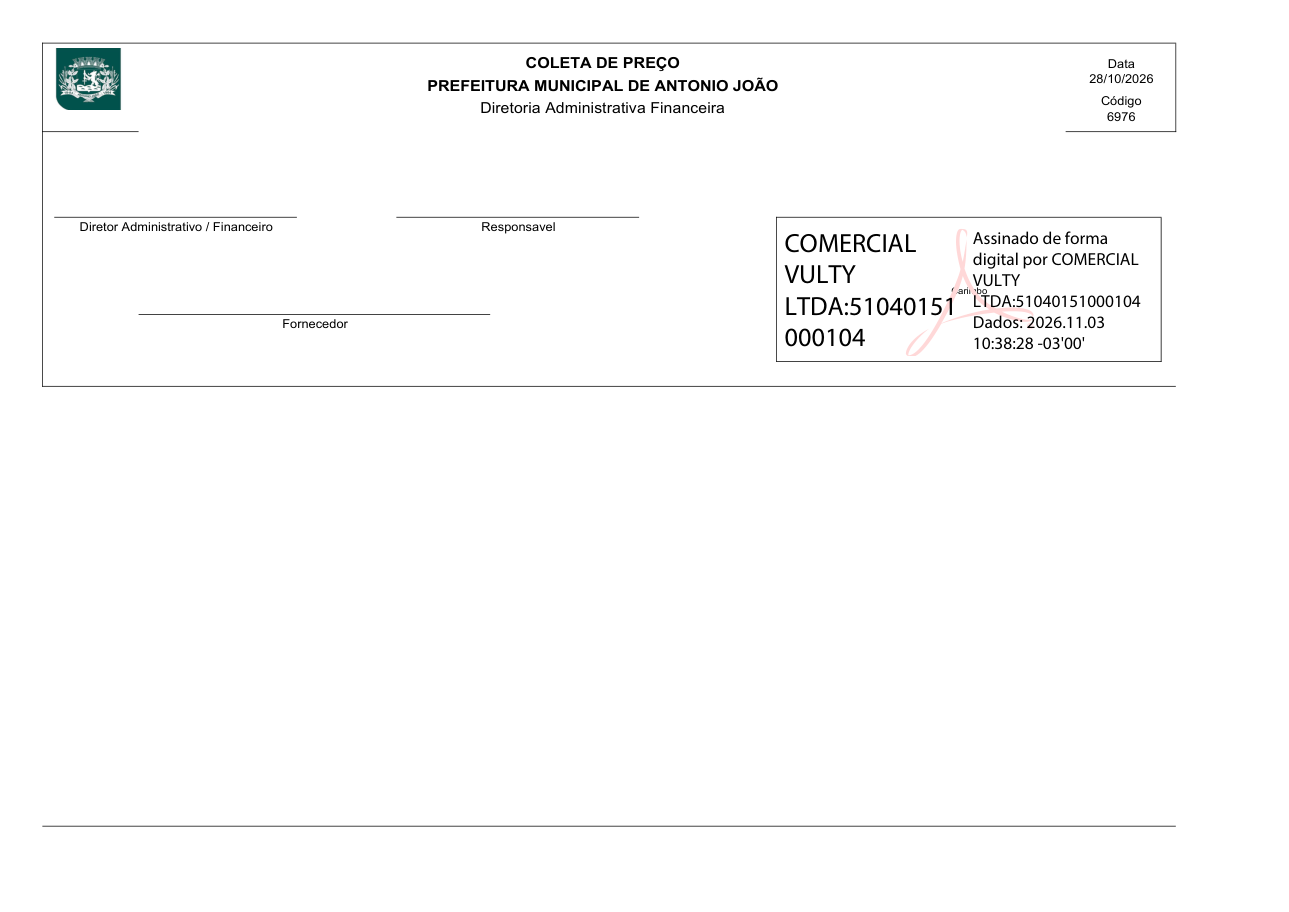 COLETA DE PREÇO
PREFEITURA MUNICIPAL DE ANTONIO JOÃO
Diretoria Administrativa Financeira
Data
28/10/2026
Código
6976
Diretor Administrativo / Financeiro
Responsavel
Fornecedor
COMERCIAL
VULTY
LTDA:51040151
000104
Assinado de forma
digital por COMERCIAL
VULTY
LTDA:51040151000104
Dados: 2026.11.03
10:38:28 -03'00'